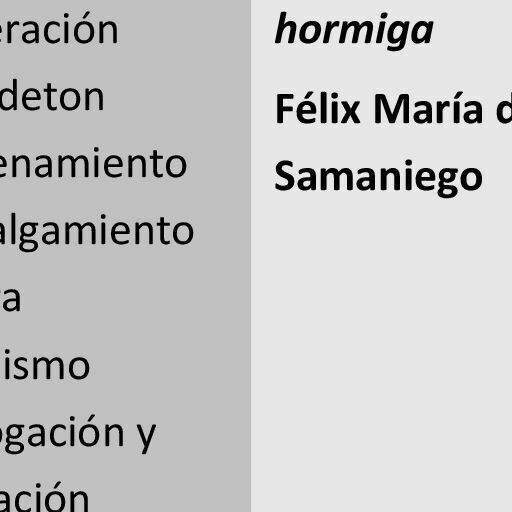 eración
deton
enamiento
algamiento
a
ismo
ogación y
ación
hormiga
Félix María d
Samaniego